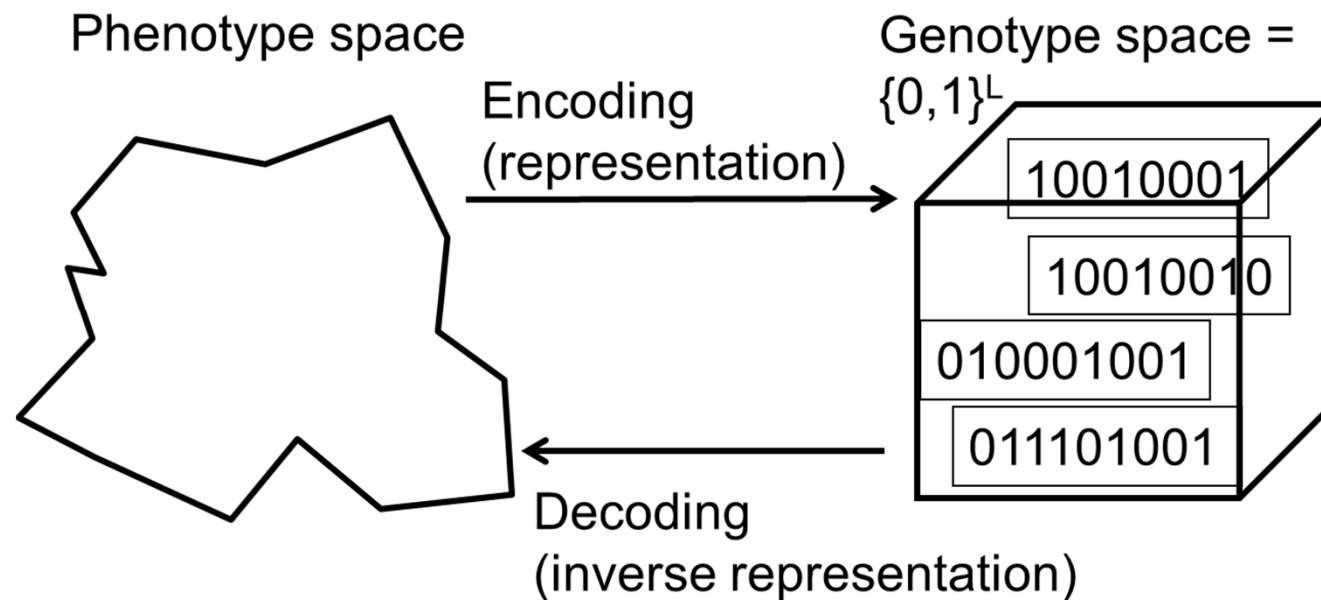 Phenotype space
Genotype space =
{0,1}ᴸ
Encoding
(representation)
10010001
10010010
010001001
011101001
Decoding
(inverse representation)